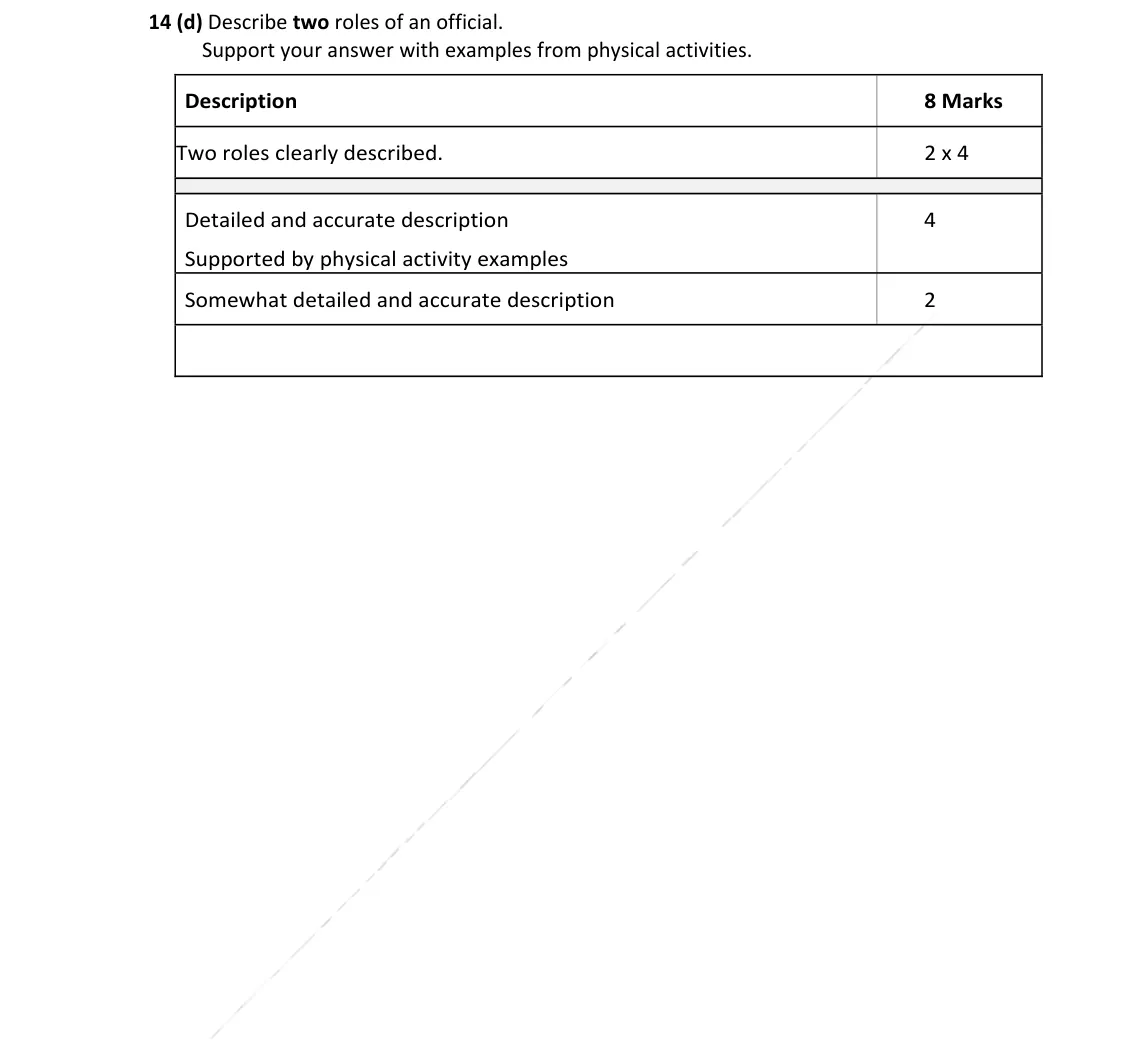 14 (d) Describe two roles of an official.
Support your answer with examples from physical activities.
Description 8 Marks
Two roles clearly described. 2 x 4
Detailed and accurate description 4
Supported by physical activity examples
Somewhat detailed and accurate description 2